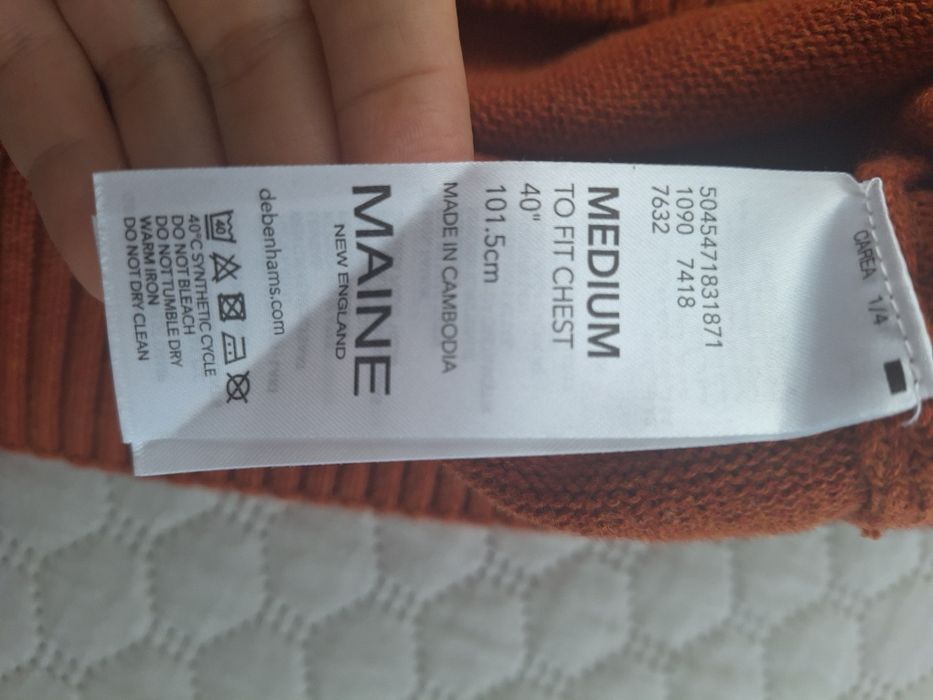 CAREA 1/4
5045471831871
1090 7418
7632
MEDIUM
TO FIT CHEST
40"
101.5cm
MADE IN CAMBODIA
MAINE
NEW ENGLAND
debenhams.com
40
40°C SYNTHETIC CYCLE
DO NOT BLEACH
DO NOT TUMBLE DRY
WARM IRON
DO NOT DRY CLEAN